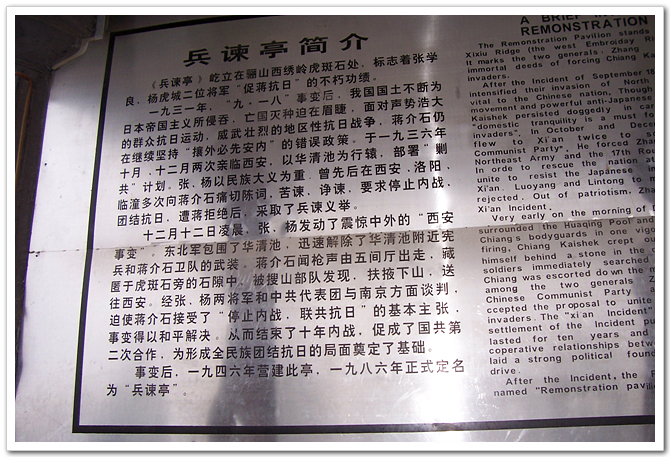 兵谏亭简介
《兵谏亭》屹立在骊山西绣岭虎斑石处，标志着张学
良、杨虎城二位将军“促蒋抗日”的不朽功绩。
一九三一年，“九·一八”事变后，我国国土不断为
日本帝国主义所侵吞，亡国灭种迫在眉睫，面对声势浩大
的群众抗日运动，威武壮烈的地区性抗日战争，蒋介石仍
在继续坚持“攘外必先安内”的错误政策。于一九三六年
十月，十二月两次亲临西安，以华清池为行辕，部署“剿
共”计划，张、杨以民族大义为重，曾先后在西安、洛阳，
临潼多次向蒋介石痛切陈词，苦谏，诤谏，要求停止内战，
团结抗日，遭蒋拒绝后，采取了兵谏义举。
十二月十二日凌晨，张、杨发动了震惊中外的“西安
事变”，东北军包围了华清池，迅速解除了华清池附近宪
兵和蒋介石卫队的武装，蒋介石闻枪声由五间厅出走，藏
匿于虎斑石旁的石隙中，被搜山部队发现，扶掖下山，送
往西安。经张、杨两将军和中共代表团与南京方面谈判，
迫使蒋介石接受了“停止内战，联共抗日”的基本主张，
事变得以和平解决。从而结束了十年内战，促成了国共第
二次合作，为形成全民族团结抗日的局面奠定了基础。
事变后，一九四六年营建此亭，一九八六年正式定名
为“兵谏亭”
A BRIEF
REMONSTRATION
The Remonstration Pavilion stands
Xixiu Ridge (the west Embroiday Ri
It marks the two generals. Zhang
immortal deeds of forcing Chiang K
invaders.
After the Incident of September 18
intensified their invasion of North
vital to the Chinese nation. Though
movement and powerful anti-Japanese
Kaishek persisted doggedly in car
"domestic tranquility is a must fo
invaders". In October and Dece
flew to Xi'an twice to s
Communist Party", He forced Zhan
Northeast Army and the 17th Rou
In orde to rescue the nation at
unite to resist the Japanese in
Xi'an. Luoyang and Lintong to m
rejected. Out of patriotism. Zha
Xi'an Incident.
Very early on the morning of
surrounded the Huaqing Pool and
Chiang's bodyguards in one vigo
firing, Chiang Kaishek crept ou
himself behind a stone in the c
soldiers immediately searched
Chiang was escorted down the m
among the two generals Z
Chinese Communist Party a
ccepted the proposal to unite
invaders. The "xi an Incident"
settlement of the Incident pu
lasted for ten years and
coperative relationships betw
laid a strong political found
drive.
After the Incident, the P
named "Remonstration pavili